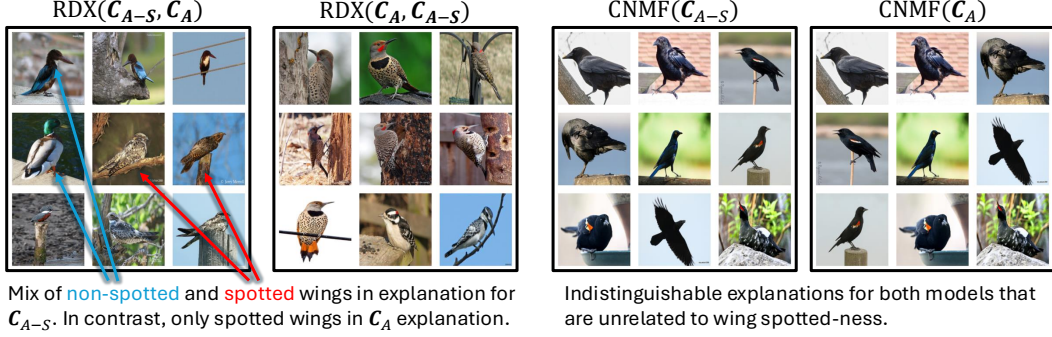 RDX(C_{A−S}, C_A)
RDX(C_A, C_{A−S})
CNMF(C_{A−S})
CNMF(C_A)
Mix of non-spotted and spotted wings in explanation for
C_{A−S}. In contrast, only spotted wings in C_A explanation.
Indistinguishable explanations for both models that
are unrelated to wing spotted-ness.